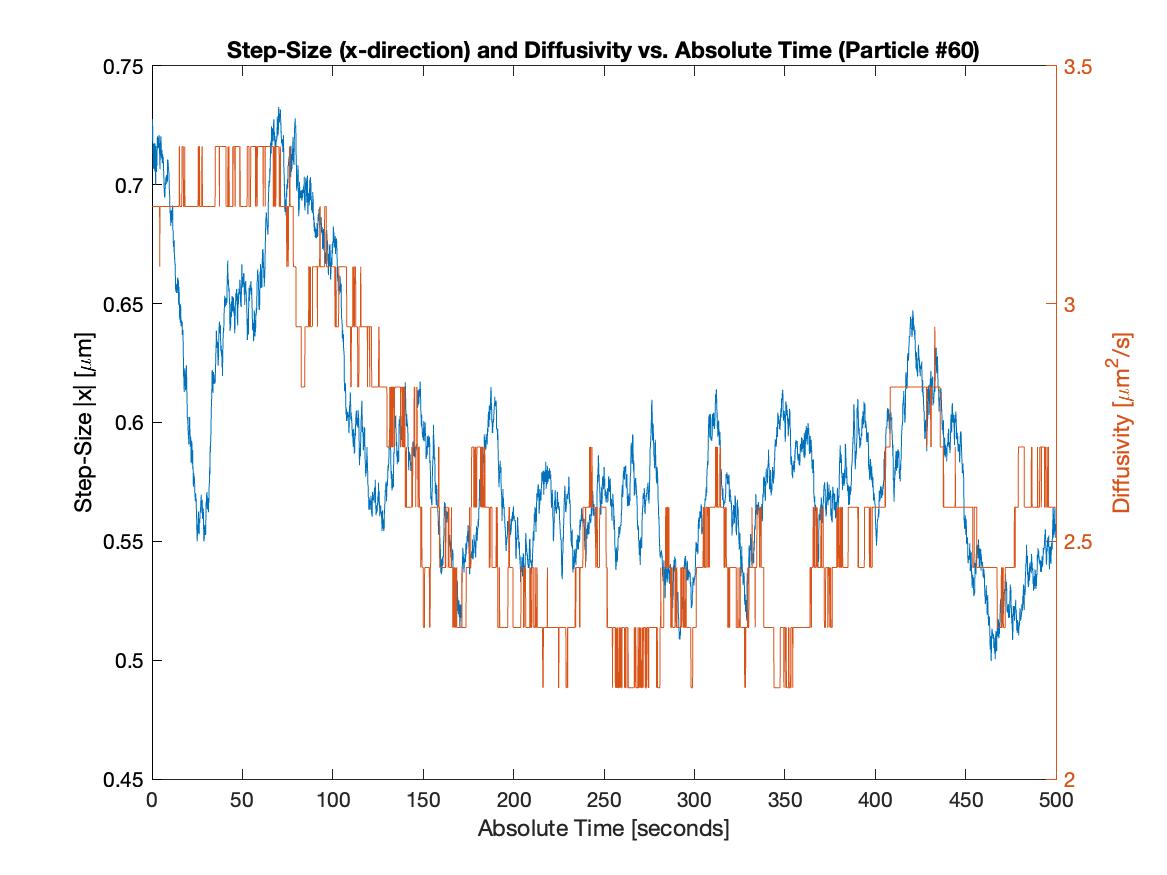 Step-Size (x-direction) and Diffusivity vs. Absolute Time (Particle #60)
0.75
0.7
0.65
0.6
0.55
0.5
0.45
Step-Size |x| [μm]
3.5
3
2.5
2
Diffusivity [μm²/s]
0 50 100 150 200 250 300 350 400 450 500
Absolute Time [seconds]